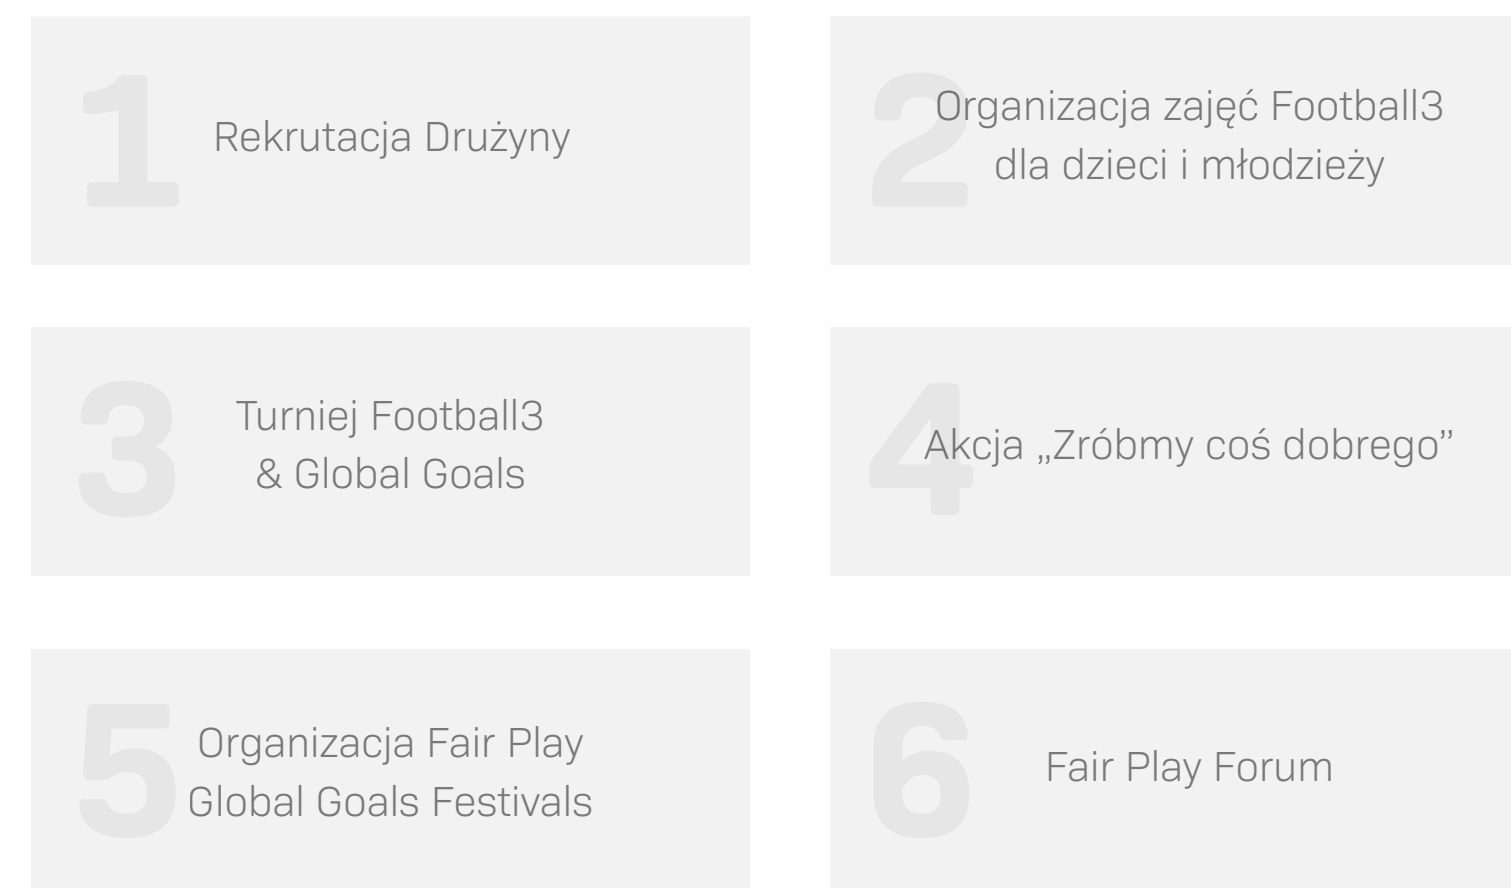 1
Rekrutacja Drużyny
2
Organizacja zajęć Football3
dla dzieci i młodzieży
3
Turniej Football3
& Global Goals
4
Akcja „Zróbmy coś dobrego”
5
Organizacja Fair Play
Global Goals Festivals
6
Fair Play Forum